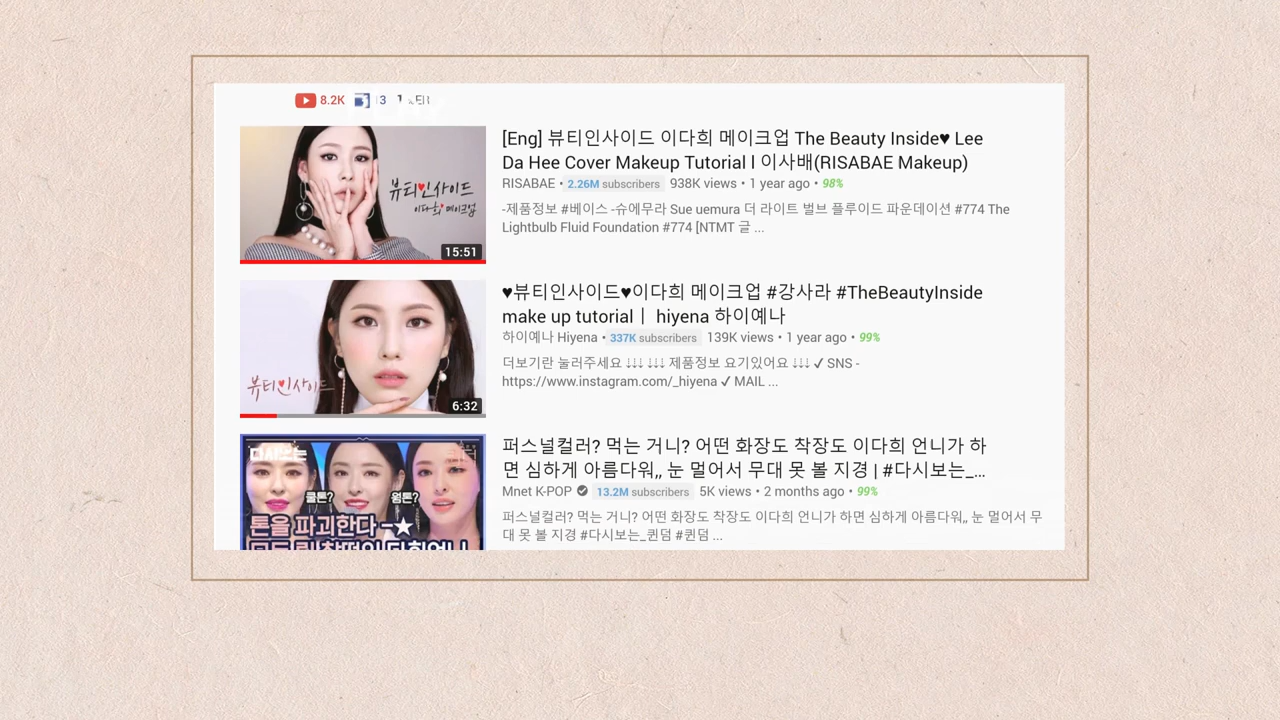 8.2K 3 1
[Eng] 뷰티인사이드 이다희 메이크업 The Beauty Inside♥ Lee
Da Hee Cover Makeup Tutorial l 이사배(RISABAE Makeup)
RISABAE • 2.26M subscribers 938K views • 1 year ago • 98%
-제품정보 #베이스 -슈에무라 Sue uemura 더 라이트 벌브 플루이드 파운데이션 #774 The
Lightbulb Fluid Foundation #774 [NTMT 글 ...
뷰티인사이드
이다희 메이크업
15:51
♥뷰티인사이드♥이다희 메이크업 #강사라 #TheBeautyInside
make up tutorial ㅣ hiyena 하이예나
하이예나 Hiyena • 337K subscribers 139K views • 1 year ago • 99%
더보기란 눌러주세요 ⇣⇣⇣ ⇣⇣⇣ 제품정보 요기있어요 ⇣⇣⇣ ✔ SNS -
https://www.instagram.com/_hiyena ✔ MAIL ...
뷰티인사이드
6:32
퍼스널컬러? 먹는 거니? 어떤 화장도 착장도 이다희 언니가 하
면 심하게 아름다워,, 눈 멀어서 무대 못 볼 지경 | #다시보는_...
Mnet K-POP 13.2M subscribers 5K views • 2 months ago • 99%
퍼스널컬러? 먹는 거니? 어떤 화장도 착장도 이다희 언니가 하면 심하게 아름다워,, 눈 멀어서 무
대 못 볼 지경 #다시보는_퀸덤 #퀸덤 ...
다시보는
쿨톤? 웜톤?
톤을 파괴한다 -★